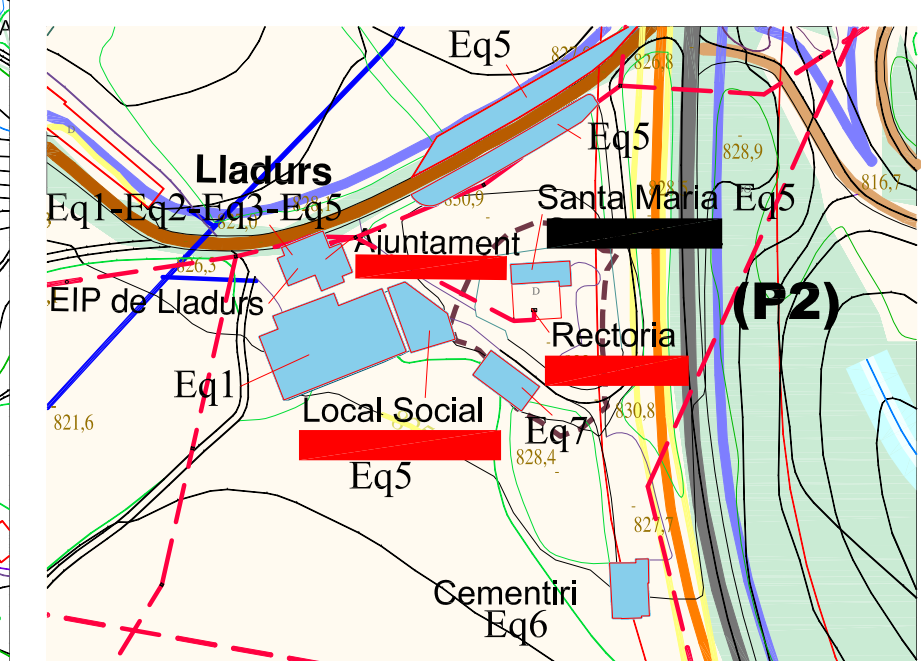 Eq5
826,8
Eq5
828,9
816,7
Lladurs
Santa Maria
Eq5
Eq1-Eq2-Eq3-Eq5
Ajuntament
826,5
EIP de Lladurs
D
(P2)
Rectoria
Eq1
Local Social
821,6
830,8
Eq7
828,4
Eq5
827,7
Cementiri
Eq6